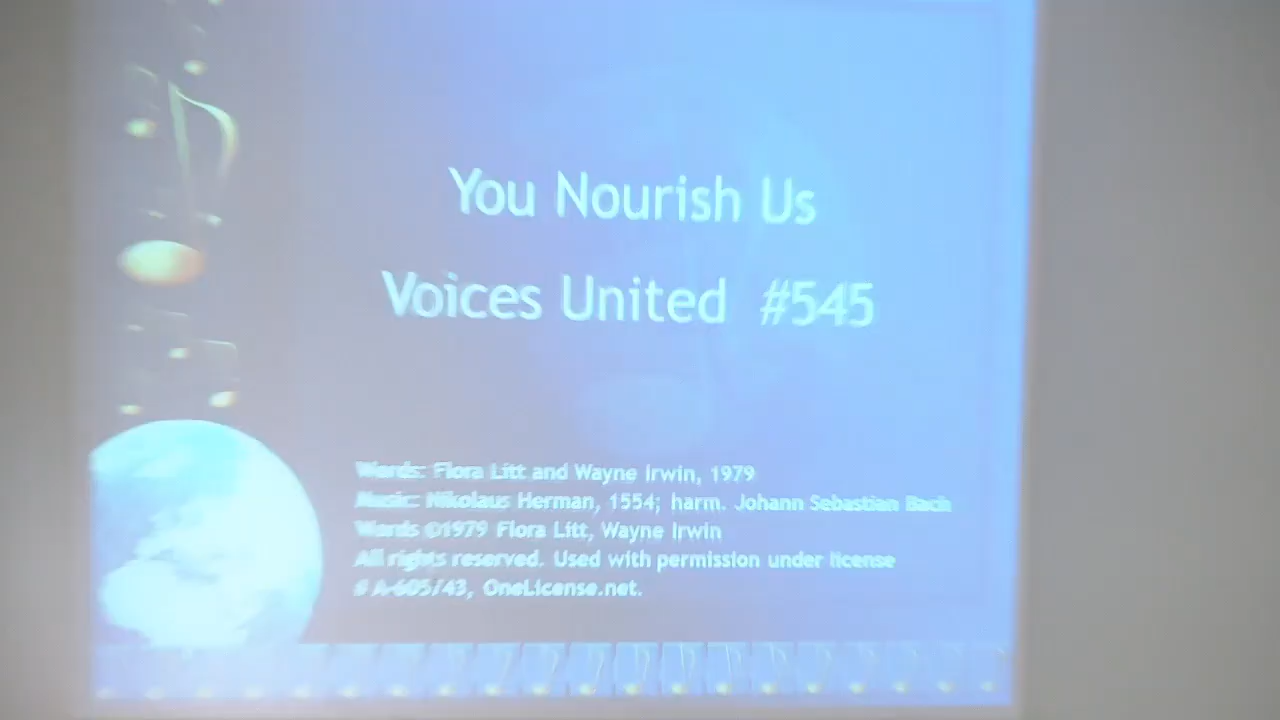 You Nourish Us
Voices United #545
Words: Flora Litt and Wayne Irwin, 1979
Music: Nikolaus Herman, 1554; harm. Johann Sebastian Bach
Words ©1979 Flora Litt, Wayne Irwin
All rights reserved. Used with permission under license
# A-605743, OneLicense.net.